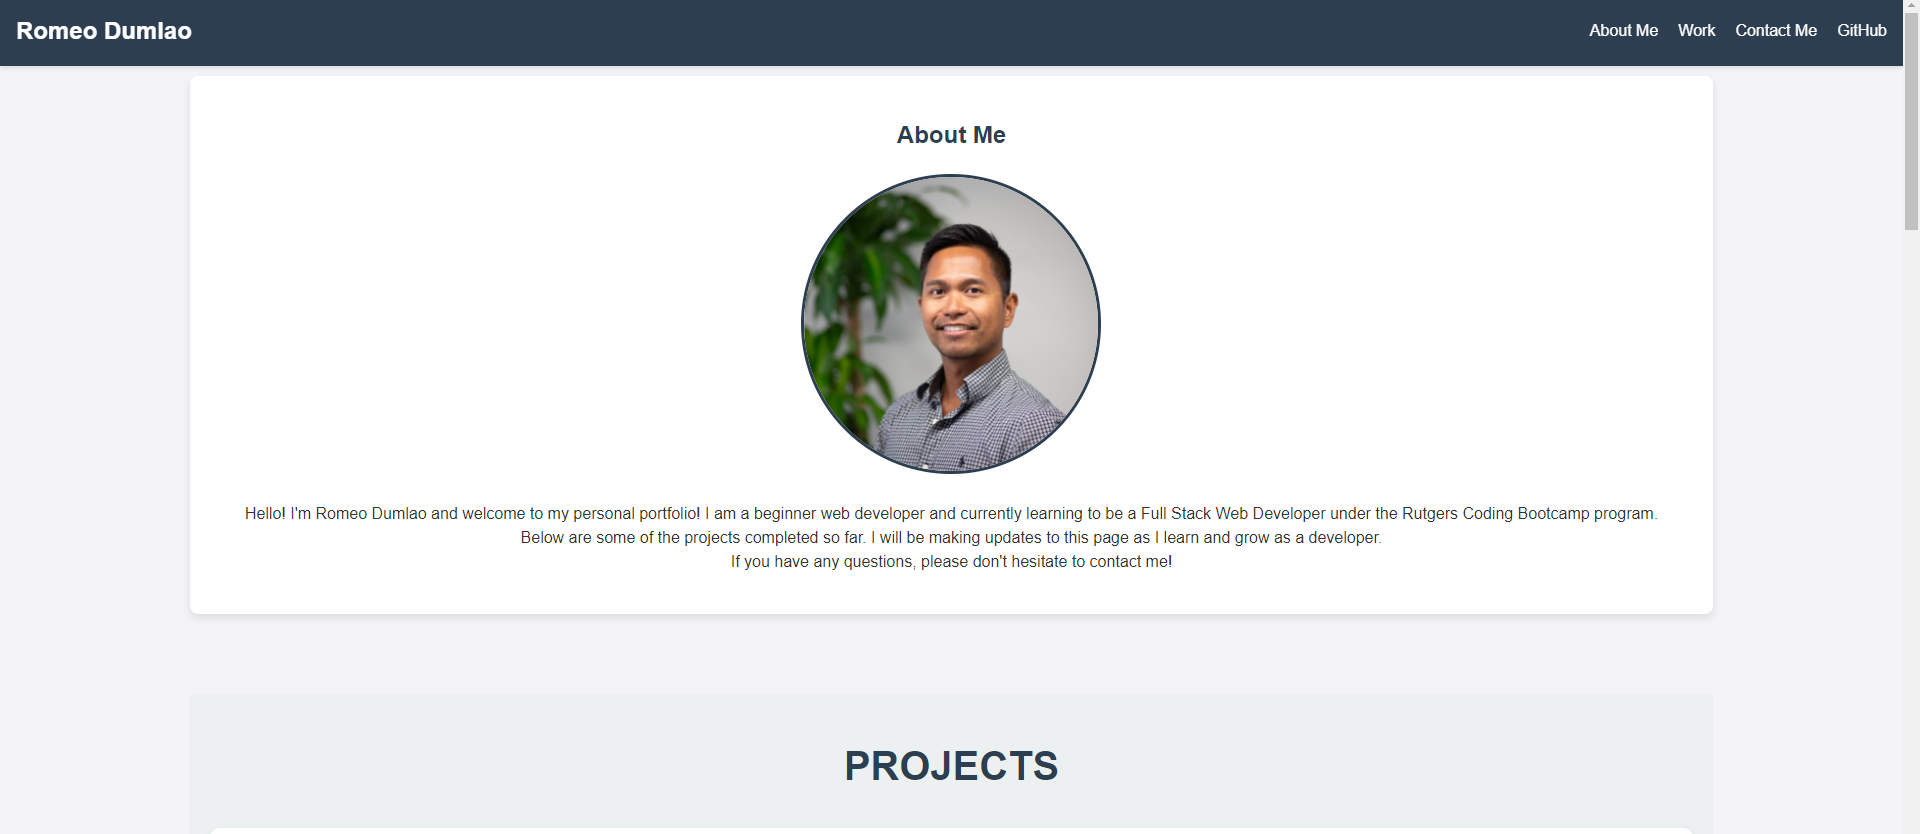 Romeo Dumlao
About Me Work Contact Me GitHub
About Me
Hello! I'm Romeo Dumlao and welcome to my personal portfolio! I am a beginner web developer and currently learning to be a Full Stack Web Developer under the Rutgers Coding Bootcamp program.
Below are some of the projects completed so far. I will be making updates to this page as I learn and grow as a developer.
If you have any questions, please don't hesitate to contact me!
PROJECTS